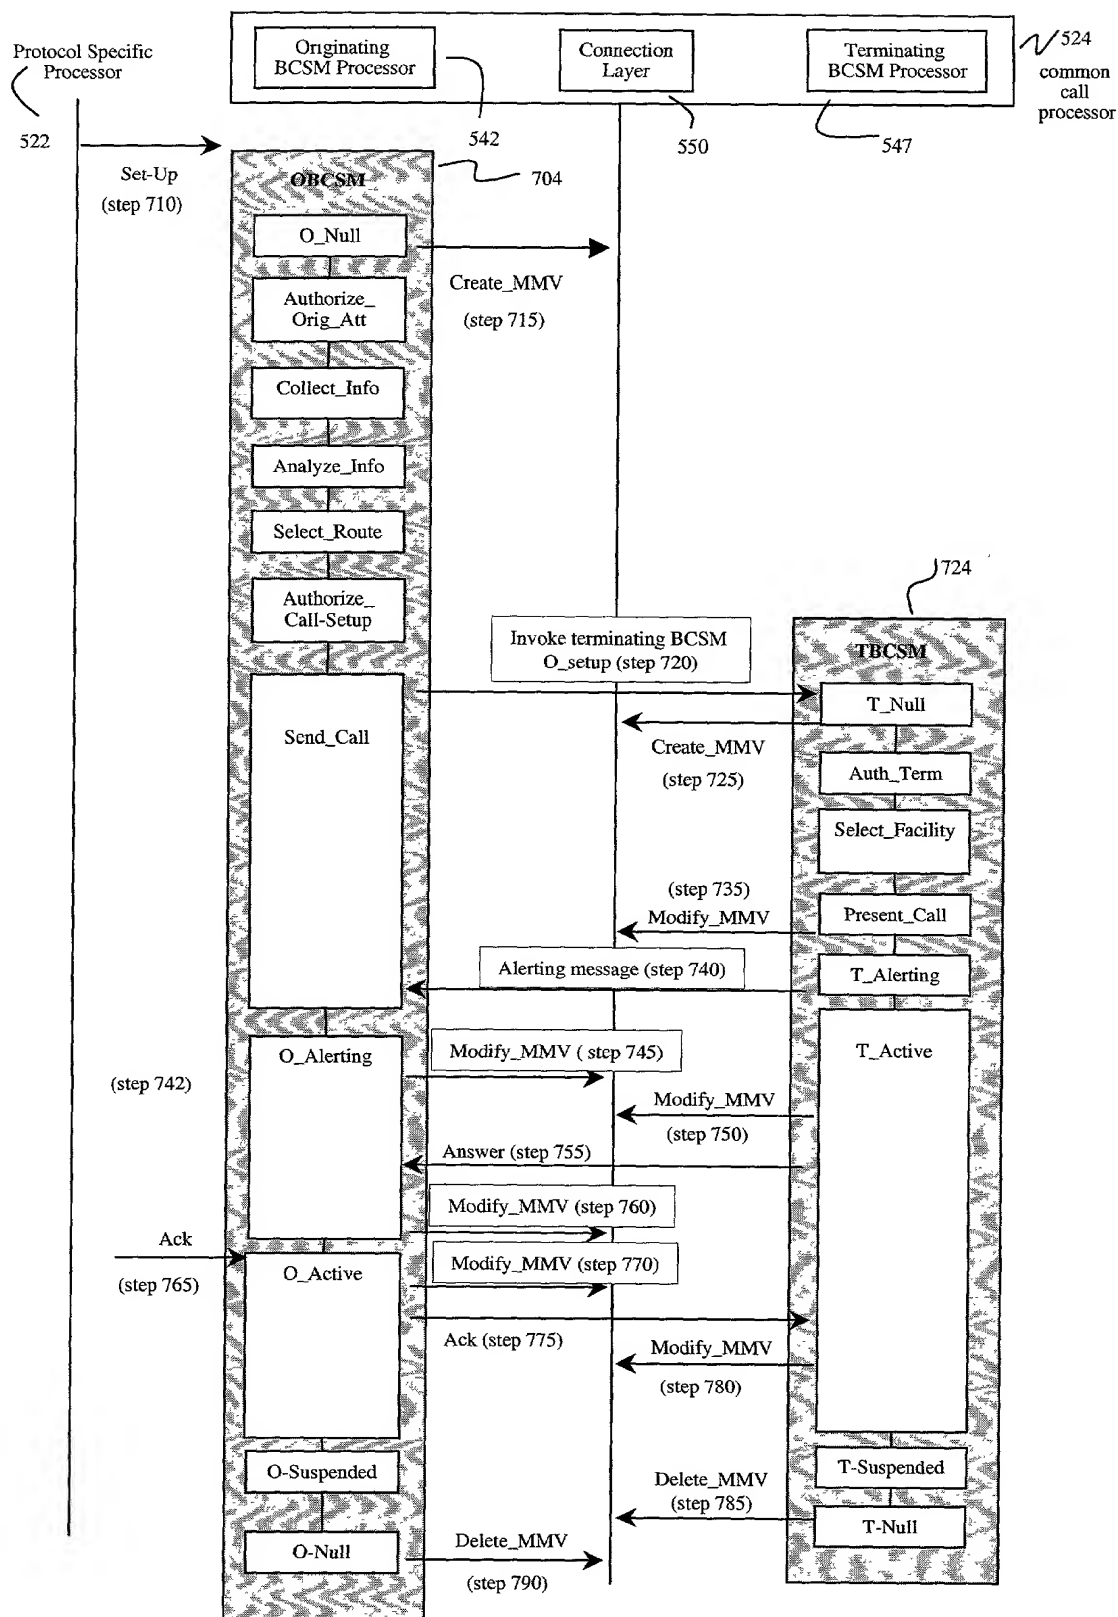 Protocol Specific
Processor
522
Originating
BCSM Processor
542
Connection
Layer
550
Terminating
BCSM Processor
547
524
common
call
processor
Set-Up
(step 710)
OBCSM
704
O_Null
Create_MMV
(step 715)
Authorize_
Orig_Att
Collect_Info
Analyze_Info
Select_Route
Authorize_
Call-Setup
724
Invoke terminating BCSM
O_setup (step 720)
TBCSM
T_Null
Send_Call
Create_MMV
(step 725)
Auth_Term
Select_Facility
(step 735)
Modify_MMV
Present_Call
Alerting message (step 740)
T_Alerting
O_Alerting
Modify_MMV ( step 745)
T_Active
(step 742)
Modify_MMV
(step 750)
Answer (step 755)
Modify_MMV (step 760)
Ack
(step 765)
O_Active
Modify_MMV (step 770)
Ack (step 775)
Modify_MMV
(step 780)
O-Suspended
T-Suspended
Delete_MMV
(step 785)
T-Null
O-Null
Delete_MMV
(step 790)